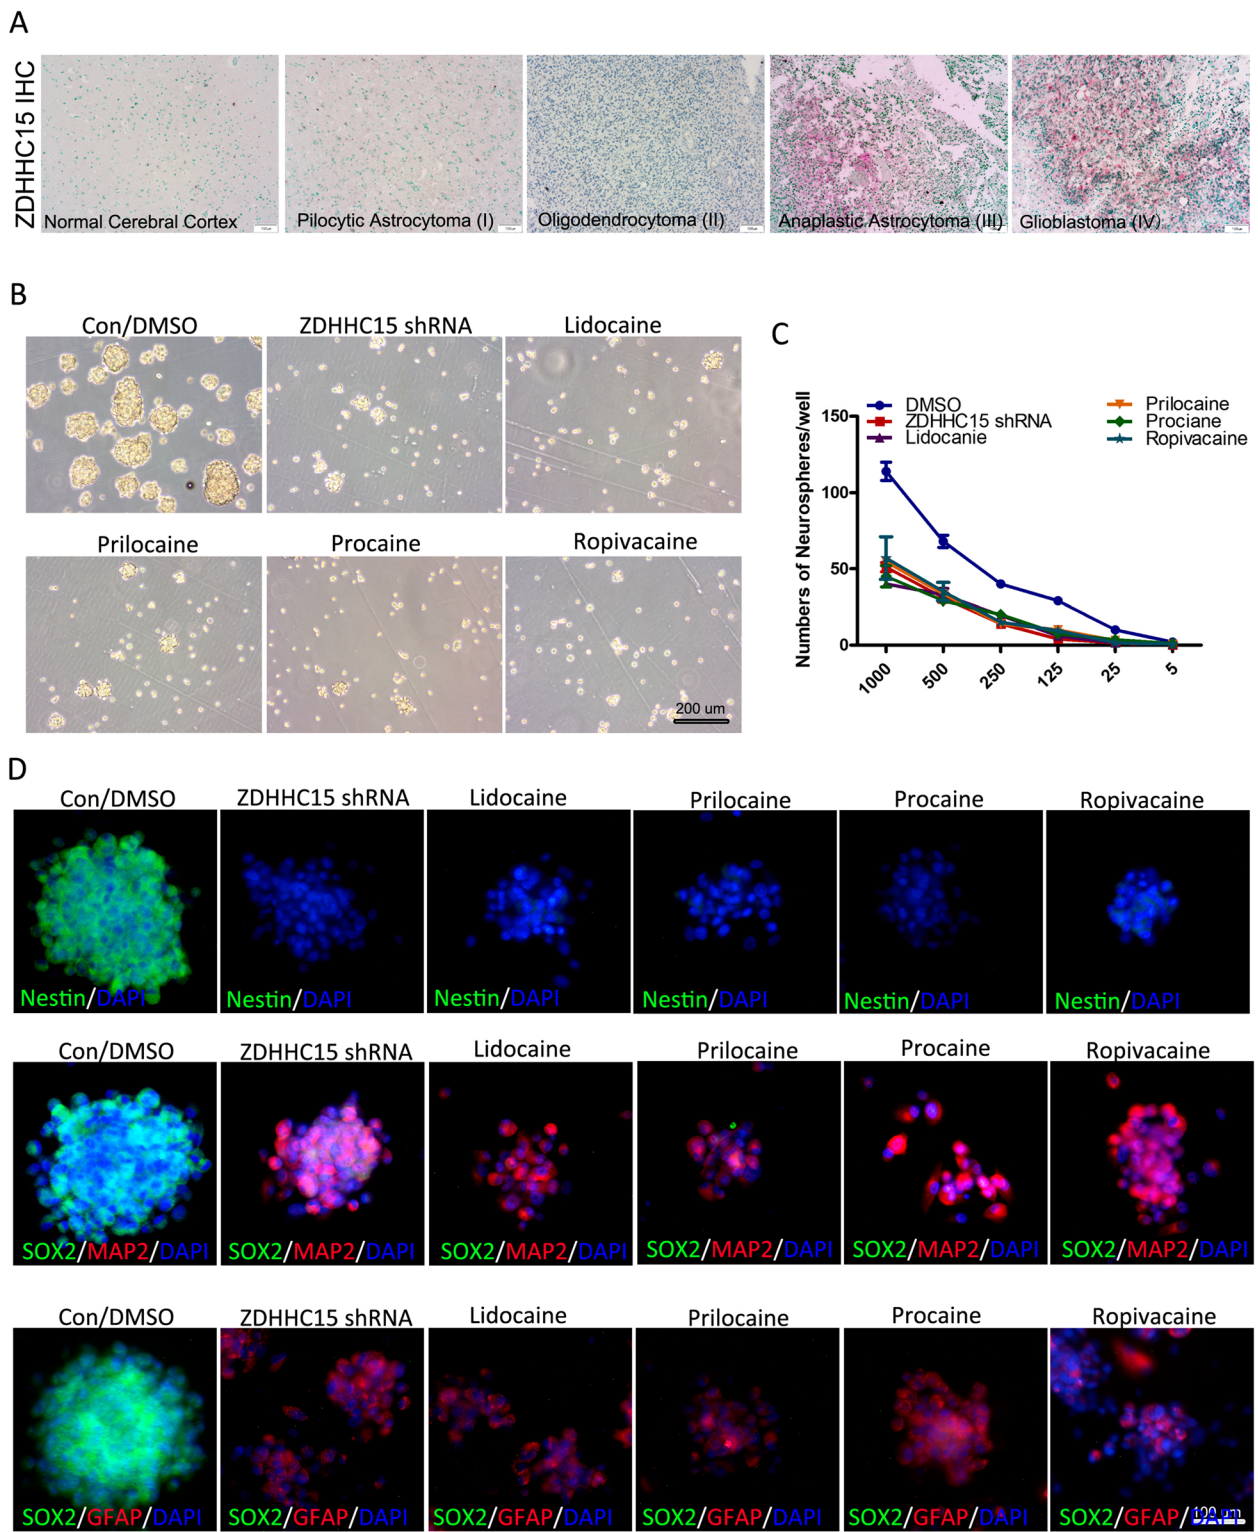 A
ZDHHC15 IHC
Normal Cerebral Cortex
Pilocytic Astrocytoma (I)
Oligodendrocytoma (II)
Anaplastic Astrocytoma (III)
Glioblastoma (IV)
B
Con/DMSO
ZDHHC15 shRNA
Lidocaine
Prilocaine
Procaine
Ropivacaine
200 um
C
Numbers of Neurospheres/well
DMSO
ZDHHC15 shRNA
Lidocanie
Prilocaine
Prociane
Ropivacaine
150
100
50
0
1000
500
250
125
25
5
D
Con/DMSO
ZDHHC15 shRNA
Lidocaine
Prilocaine
Procaine
Ropivacaine
Nestin/DAPI
Nestin/DAPI
Nestin/DAPI
Nestin/DAPI
Nestin/DAPI
Nestin/DAPI
Con/DMSO
ZDHHC15 shRNA
Lidocaine
Prilocaine
Procaine
Ropivacaine
SOX2/MAP2/DAPI
SOX2/MAP2/DAPI
SOX2/MAP2/DAPI
SOX2/MAP2/DAPI
SOX2/MAP2/DAPI
SOX2/MAP2/DAPI
Con/DMSO
ZDHHC15 shRNA
Lidocaine
Prilocaine
Procaine
Ropivacaine
SOX2/GFAP/DAPI
SOX2/GFAP/DAPI
SOX2/GFAP/DAPI
SOX2/GFAP/DAPI
SOX2/GFAP/DAPI
SOX2/GFAP/DAPI
100 um